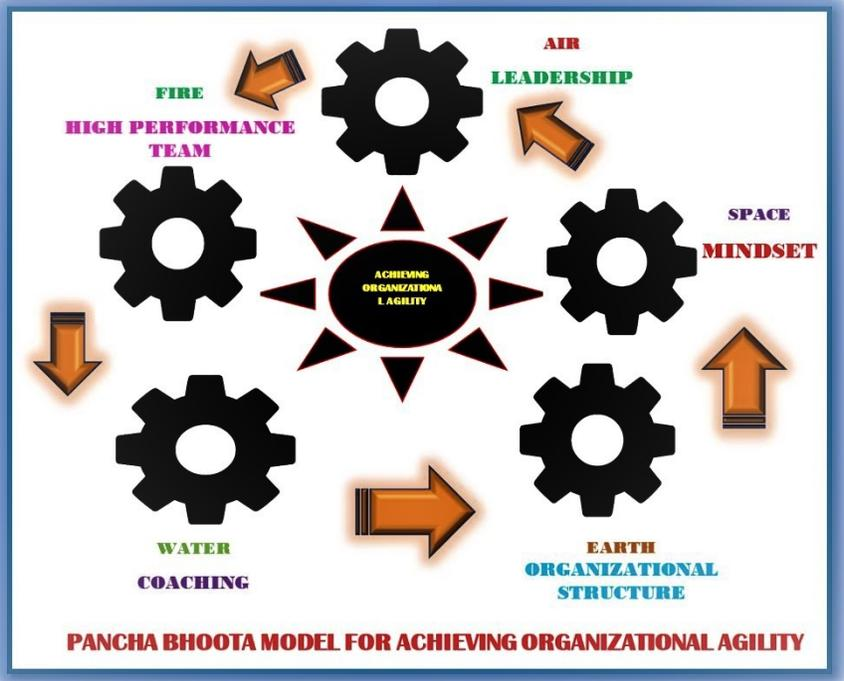 AIR
LEADERSHIP
FIRE
HIGH PERFORMANCE
TEAM
SPACE
MINDSET
ACHIEVING
ORGANIZATIONA
L AGILITY
WATER
COACHING
EARTH
ORGANIZATIONAL
STRUCTURE
PANCHA BHOOTA MODEL FOR ACHIEVING ORGANIZATIONAL AGILITY